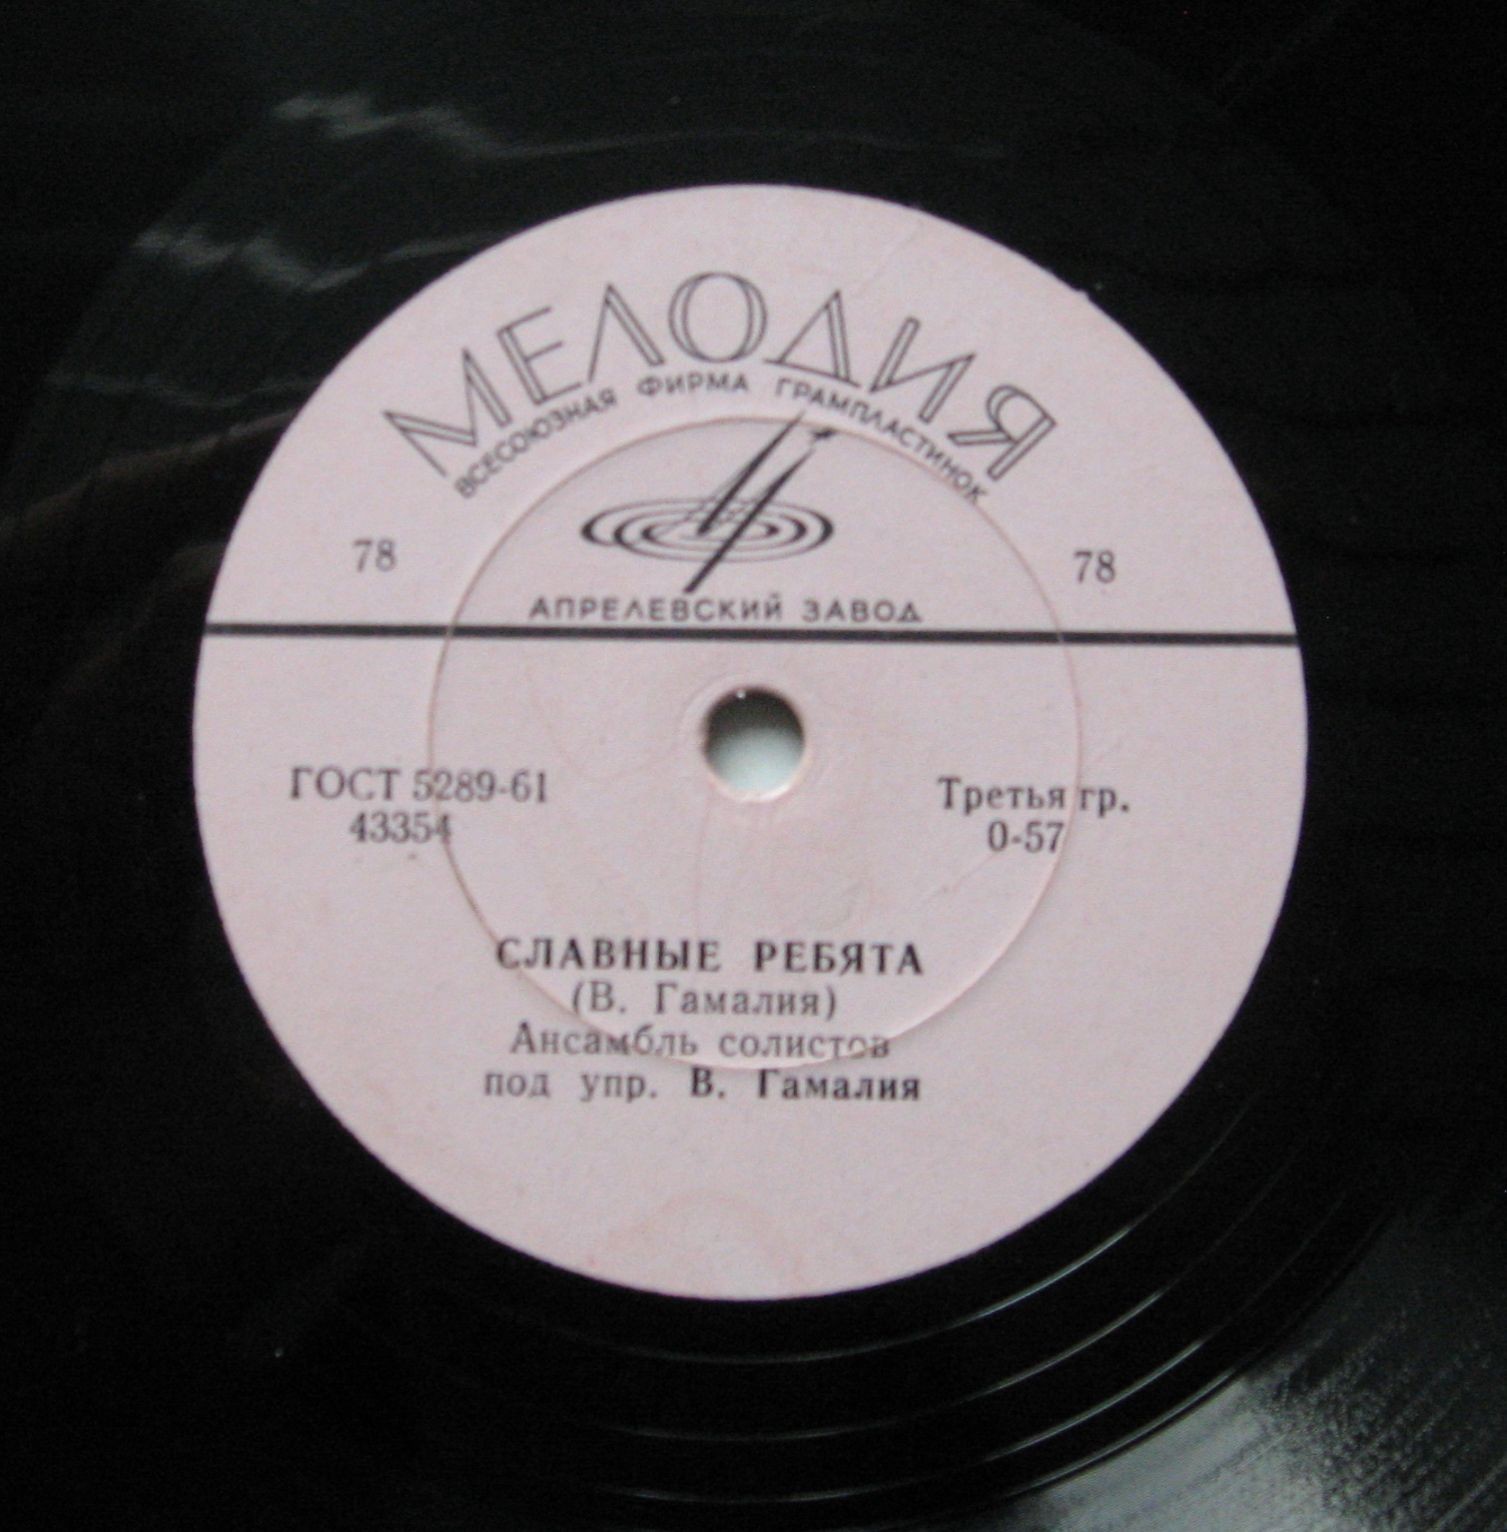 МЕЛОДИЯ
ВСЕСОЮЗНАЯ ФИРМА ГРАМПЛАСТИНОК
78 78
АПРЕЛЕВСКИЙ ЗАВОД
ГОСТ 5289-61 Третья гр.
43354 0-57
СЛАВНЫЕ РЕБЯТА
(В. Гамалия)
Ансамбль солистов
под упр. В. Гамалия